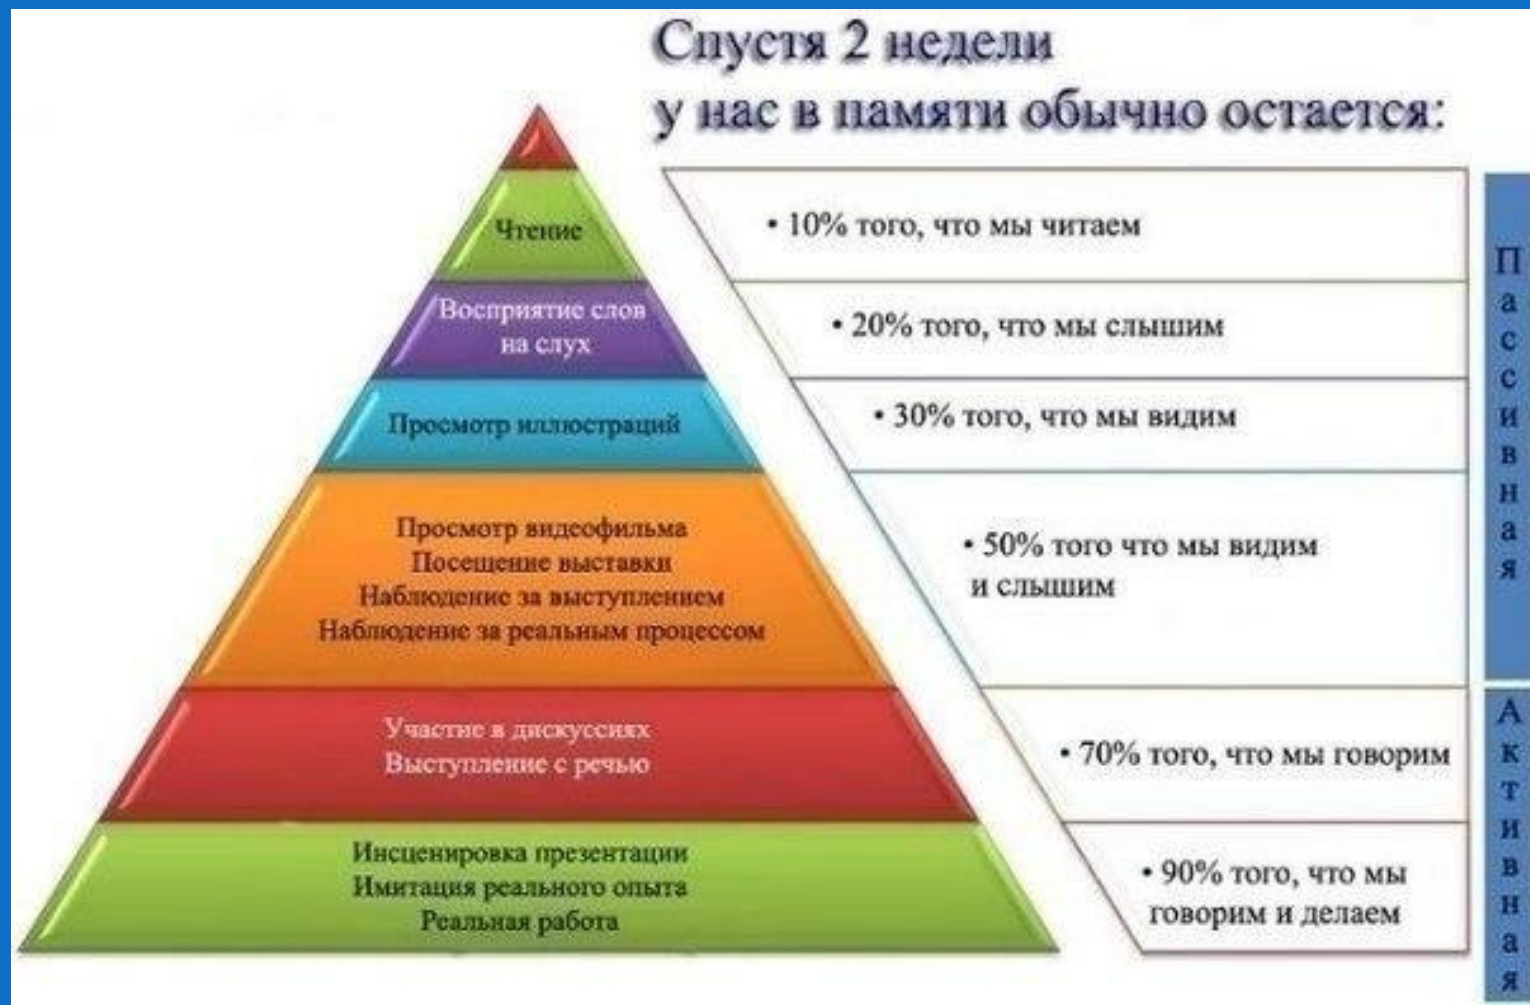 Спустя 2 недели
у нас в памяти обычно остается:
Чтение
• 10% того, что мы читаем
Восприятие слов
на слух
• 20% того, что мы слышим
Просмотр иллюстраций
• 30% того, что мы видим
Просмотр видеофильма
Посещение выставки
Наблюдение за выступлением
Наблюдение за реальным процессом
• 50% того что мы видим
и слышим
Участие в дискуссиях
Выступление с речью
• 70% того, что мы говорим
Инсценировка презентации
Имитация реального опыта
Реальная работа
• 90% того, что мы
говорим и делаем
Пассивная
Активная